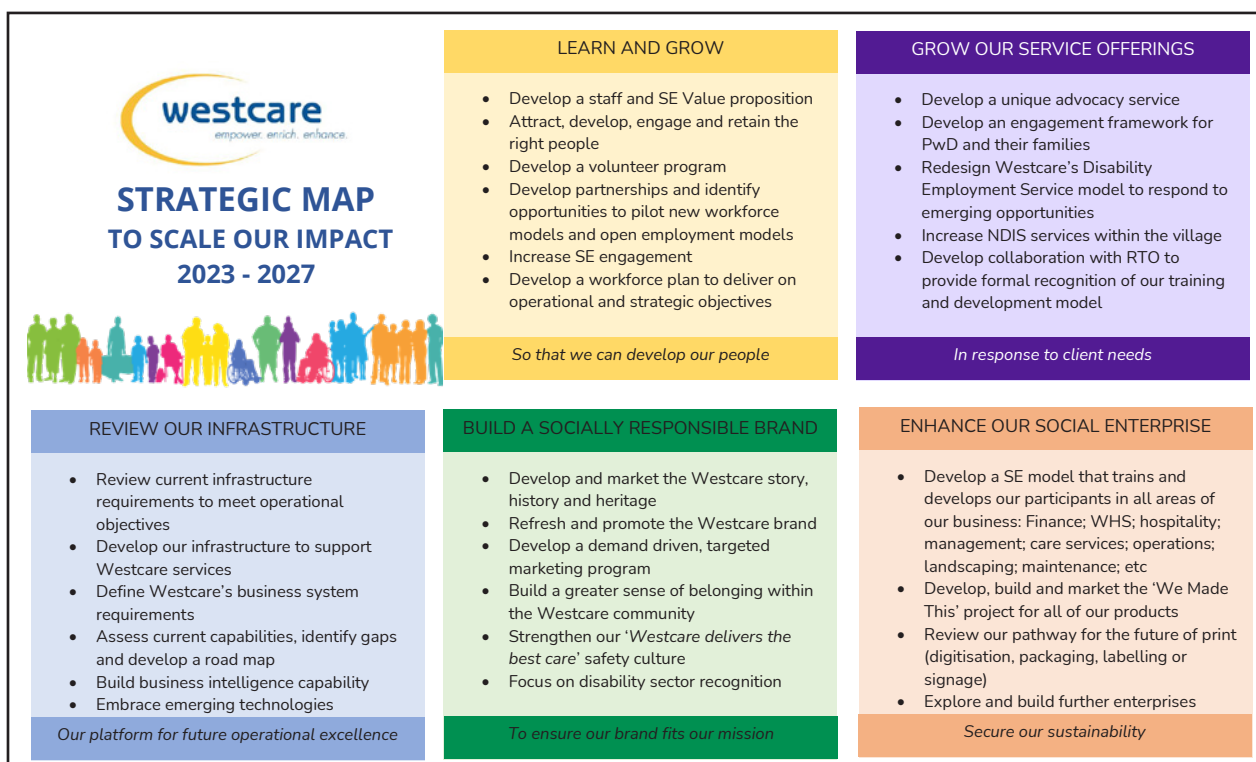 westcare
empower. enrich. enhance.
STRATEGIC MAP
TO SCALE OUR IMPACT
2023 - 2027
LEARN AND GROW
• Develop a staff and SE Value proposition
• Attract, develop, engage and retain the
right people
• Develop a volunteer program
• Develop partnerships and identify
opportunities to pilot new workforce
models and open employment models
• Increase SE engagement
• Develop a workforce plan to deliver on
operational and strategic objectives
So that we can develop our people
GROW OUR SERVICE OFFERINGS
• Develop a unique advocacy service
• Develop an engagement framework for
PwD and their families
• Redesign Westcare's Disability
Employment Service model to respond to
emerging opportunities
• Increase NDIS services within the village
• Develop collaboration with RTO to
provide formal recognition of our training
and development model
In response to client needs
REVIEW OUR INFRASTRUCTURE
• Review current infrastructure
requirements to meet operational
objectives
• Develop our infrastructure to support
Westcare services
• Define Westcare's business system
requirements
• Assess current capabilities, identify gaps
and develop a road map
• Build business intelligence capability
• Embrace emerging technologies
Our platform for future operational excellence
BUILD A SOCIALLY RESPONSIBLE BRAND
• Develop and market the Westcare story,
history and heritage
• Refresh and promote the Westcare brand
• Develop a demand driven, targeted
marketing program
• Build a greater sense of belonging within
the Westcare community
• Strengthen our 'Westcare delivers the
best care' safety culture
• Focus on disability sector recognition
To ensure our brand fits our mission
ENHANCE OUR SOCIAL ENTERPRISE
• Develop a SE model that trains and
develops our participants in all areas of
our business: Finance; WHS; hospitality;
management; care services; operations;
landscaping; maintenance; etc
• Develop, build and market the 'We Made
This' project for all of our products
• Review our pathway for the future of print
(digitisation, packaging, labelling or
signage)
• Explore and build further enterprises
Secure our sustainability